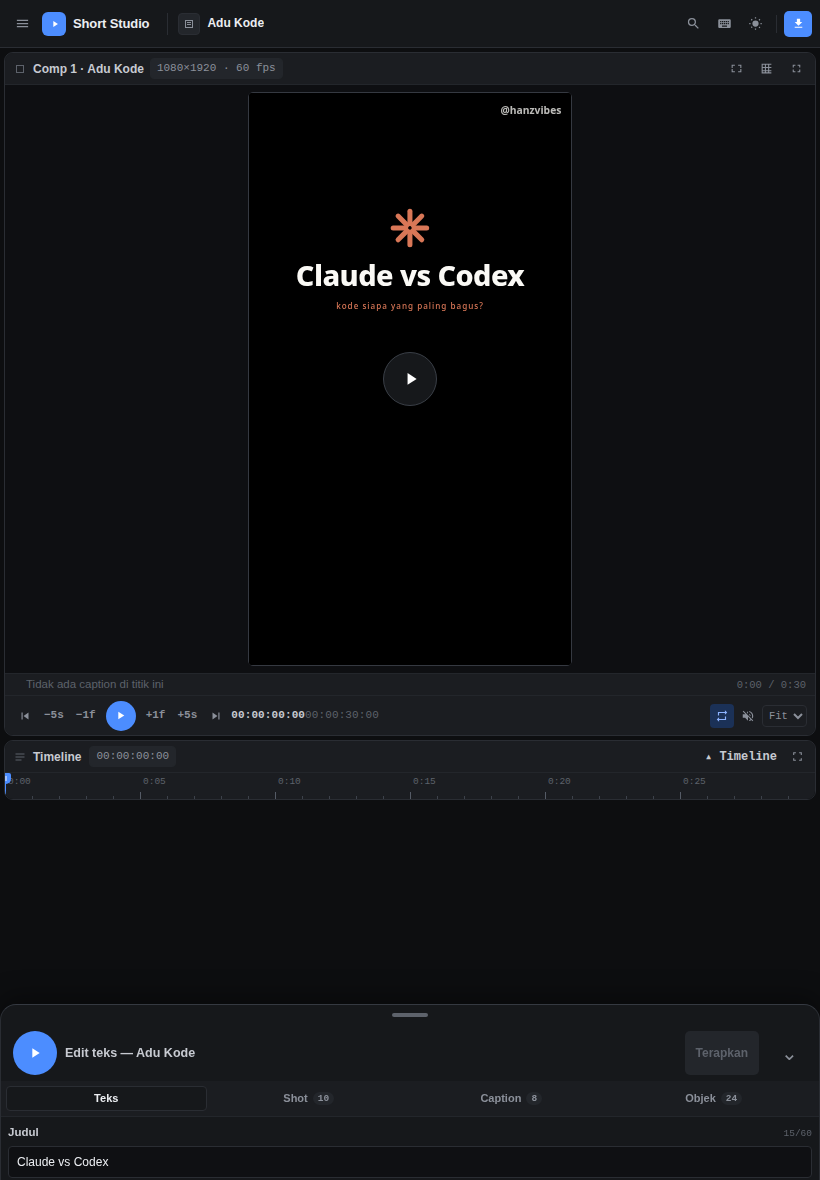 Short Studio Adu Kode
Comp 1 · Adu Kode 1080×1920 · 60 fps
@hanzvibes
Claude vs Codex
kode siapa yang paling bagus?
Tidak ada caption di titik ini 0:00 / 0:30
−5s −1f +1f +5s 00:00:00:00 00:00:30:00 Fit
Timeline 00:00:00:00 ▲ Timeline
0:05 0:10 0:15 0:20 0:25
Edit teks — Adu Kode Terapkan
Teks Shot 10 Caption 8 Objek 24
Judul 15/60
Claude vs Codex